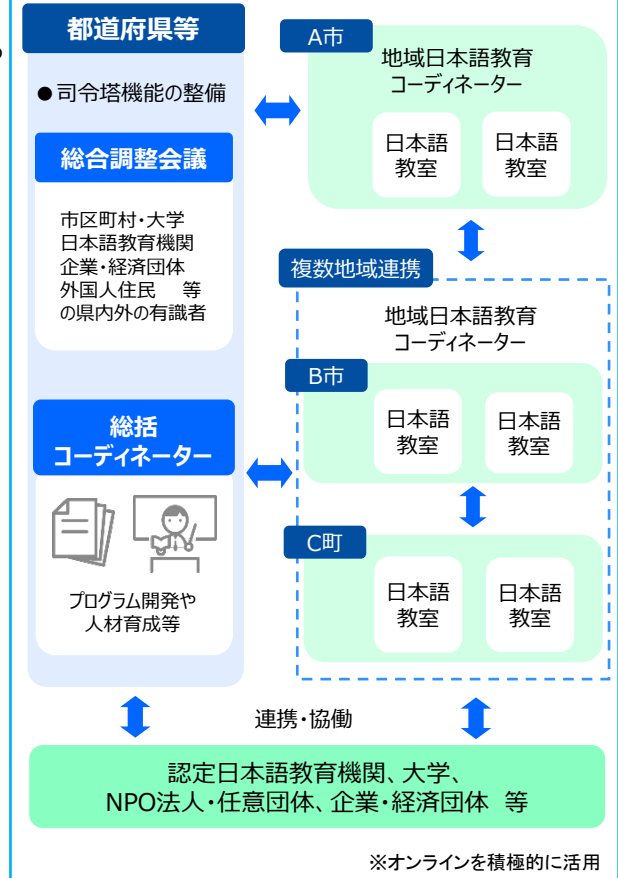 都道府県等
●司令塔機能の整備
総合調整会議
市区町村・大学
日本語教育機関
企業・経済団体
外国人住民　等
の県内外の有識者
総括
コーディネーター
プログラム開発や
人材育成等
A市
地域日本語教育
コーディネーター
日本語
教室
日本語
教室
複数地域連携
地域日本語教育
コーディネーター
B市
日本語
教室
日本語
教室
C町
日本語
教室
日本語
教室
連携・協働
認定日本語教育機関、大学、
NPO法人・任意団体、企業・経済団体　等
※オンラインを積極的に活用